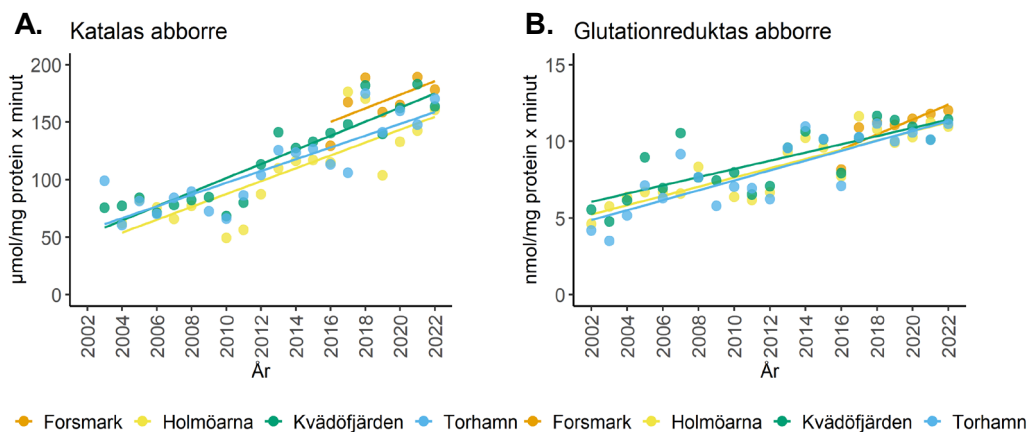 A. Katalas abborre
µmol/mg protein x minut
200
150
100
50
0
2002 2004 2006 2008 2010 2012 2014 2016 2018 2020 2022
År
B. Glutationreduktas abborre
nmol/mg protein x minut
15
10
5
0
2002 2004 2006 2008 2010 2012 2014 2016 2018 2020 2022
År
Forsmark Holmöarna Kvädöfjärden Torhamn Forsmark Holmöarna Kvädöfjärden Torhamn